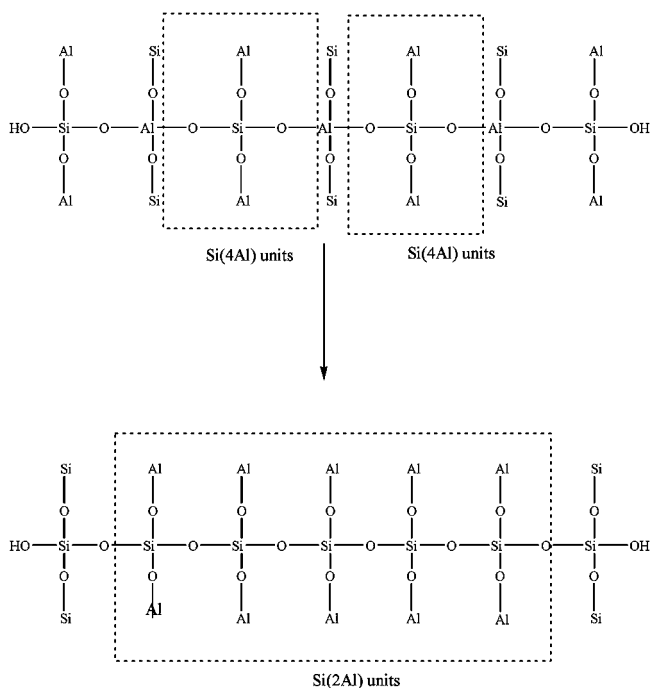 Al Si Al Si Al Si Al
O O O O O O O
HO Si O Al O Si O Al O Si O Al O Si OH
O O O O O O O
Al Si Al Si Al Si Al
Si(4Al) units
Si(4Al) units
Si Al Al Al Al Al Si
O O O O O O O
HO Si O Si O Si O Si O Si O Si O Si OH
O O O O O O O
Si Al Al Al Al Al Si
Si(2Al) units